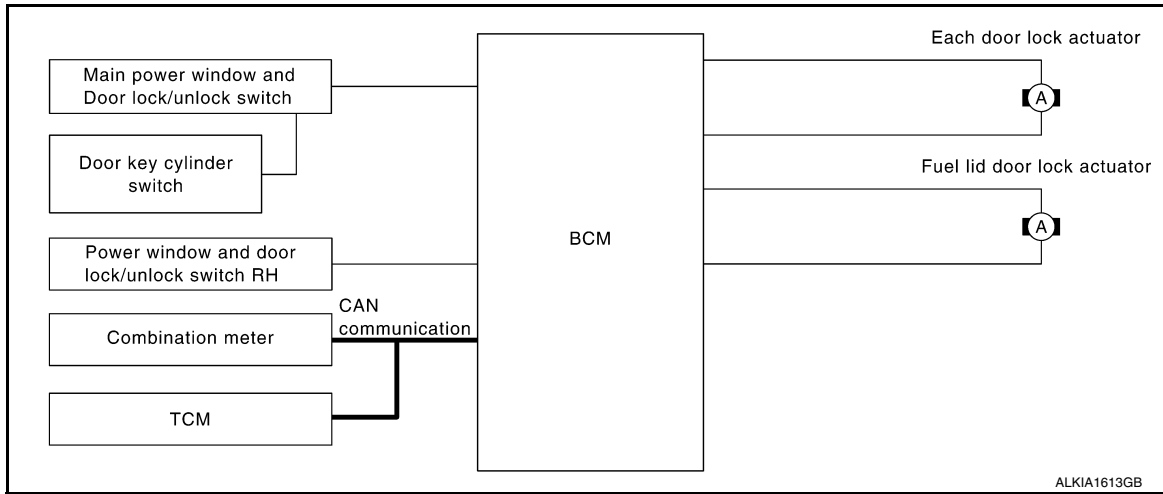 Main power window and
Door lock/unlock switch
Door key cylinder
switch
Power window and door
lock/unlock switch RH
Combination meter
TCM
CAN
communication
BCM
Each door lock actuator
A
Fuel lid door lock actuator
A
ALKIA1613GB